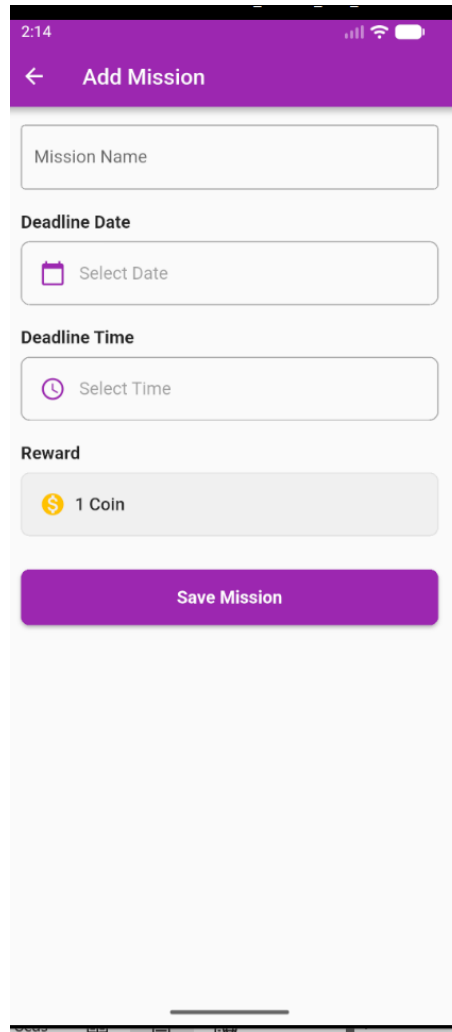 2:14
Add Mission
Mission Name
Deadline Date
Select Date
Deadline Time
Select Time
Reward
1 Coin
Save Mission